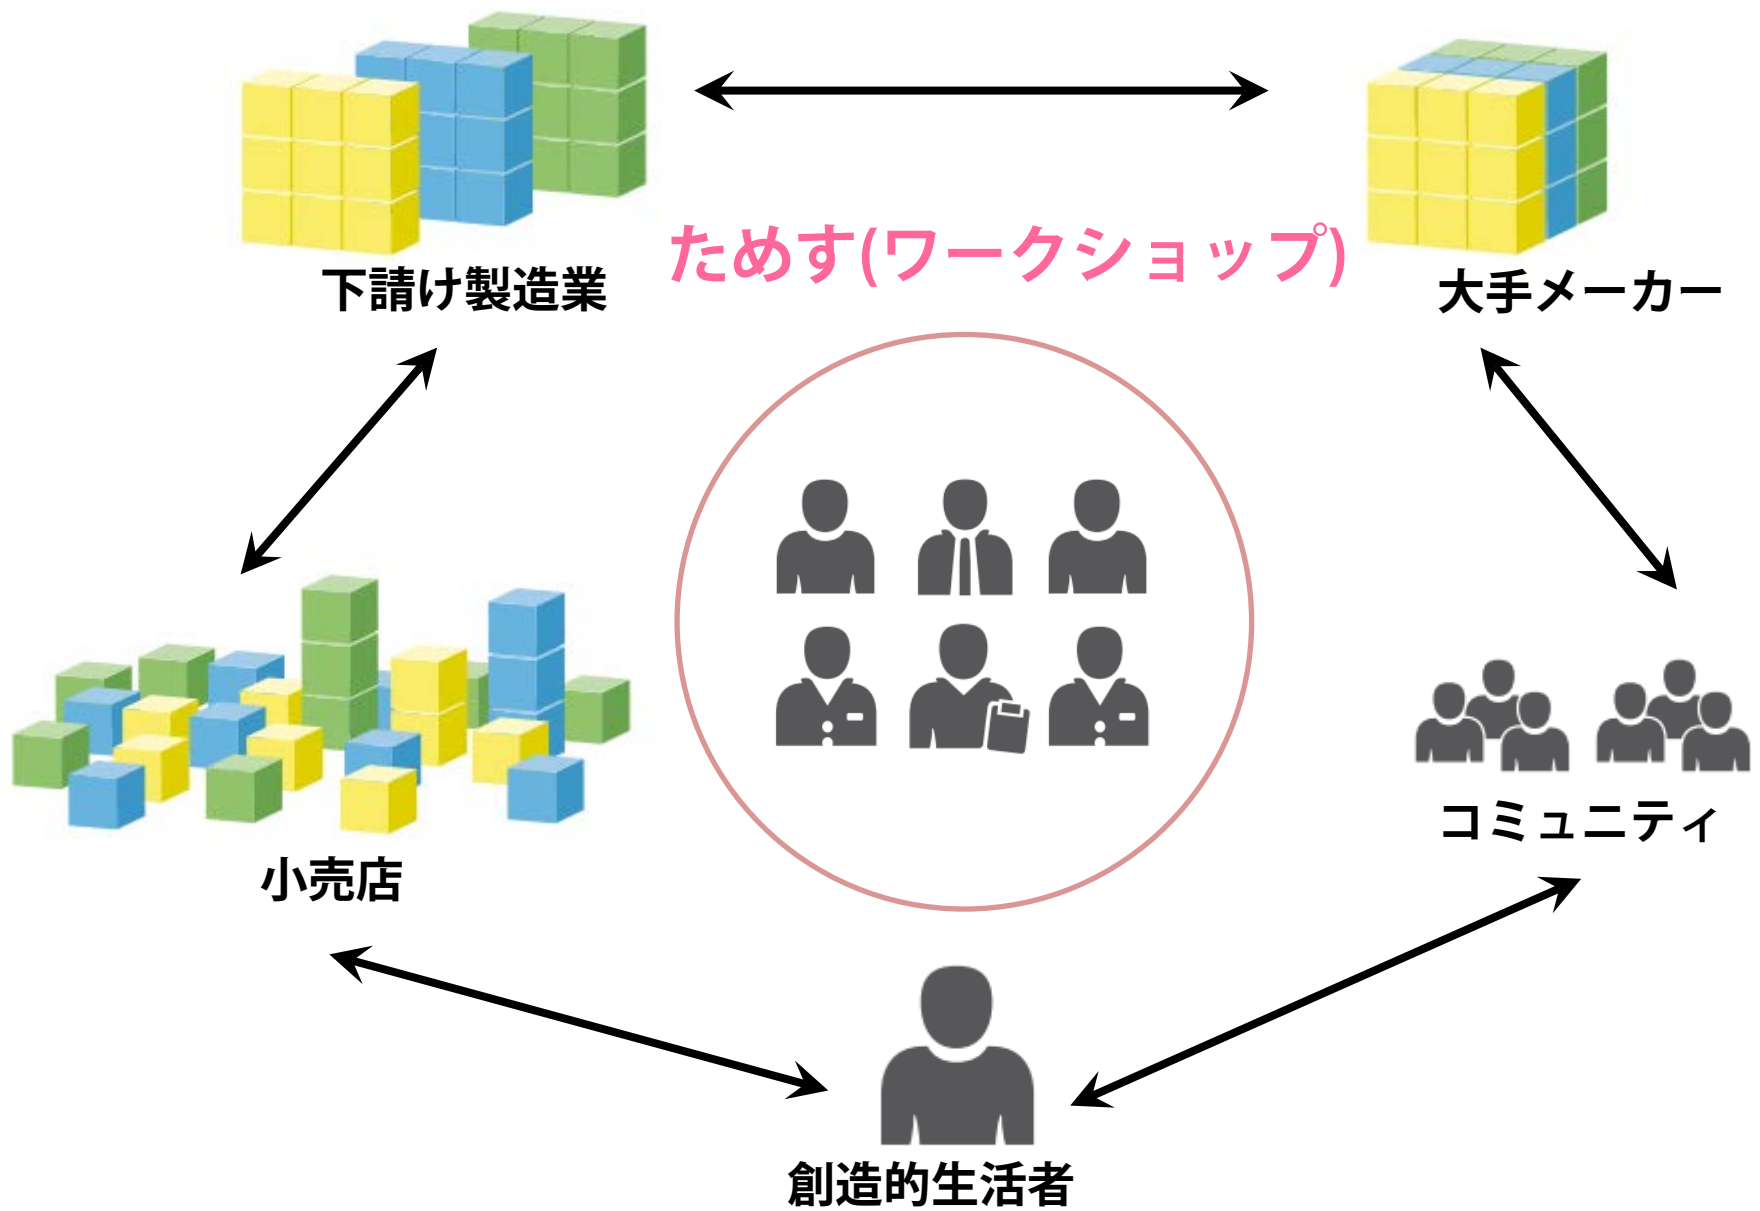 ためす(ワークショップ)
下請け製造業
大手メーカー
コミュニティ
小売店
創造的生活者